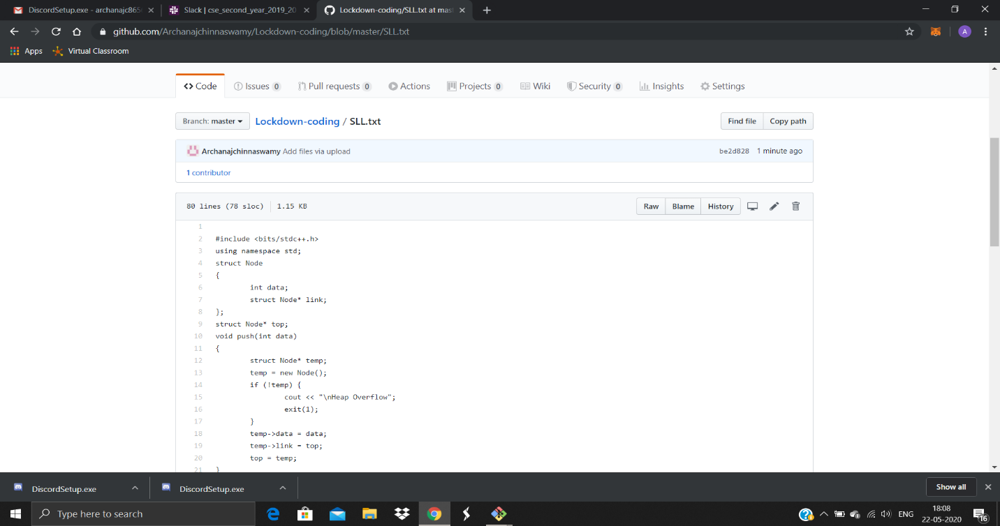 DiscordSetup.exe - archanajc865
Slack | cse_second_year_2019_20
Lockdown-coding/SLL.txt at mast
github.com/Archanajchinnaswamy/Lockdown-coding/blob/master/SLL.txt
A
Apps
Virtual Classroom
<> Code
Issues 0
Pull requests 0
Actions
Projects 0
Wiki
Security 0
Insights
Settings
Branch: master
Lockdown-coding / SLL.txt
Find file
Copy path
Archanajchinnaswamy Add files via upload
be2d828 1 minute ago
1 contributor
80 lines (78 sloc) 1.15 KB
Raw
Blame
History
1
2 #include <bits/stdc++.h>
3 using namespace std;
4 struct Node
5 {
6 int data;
7 struct Node* link;
8 };
9 struct Node* top;
10 void push(int data)
11 {
12 struct Node* temp;
13 temp = new Node();
14 if (!temp) {
15 cout << "\nHeap Overflow";
16 exit(1);
17 }
18 temp->data = data;
19 temp->link = top;
20 top = temp;
21 }
DiscordSetup.exe
DiscordSetup.exe
Show all
Type here to search
ENG
18:08
22-05-2020
16